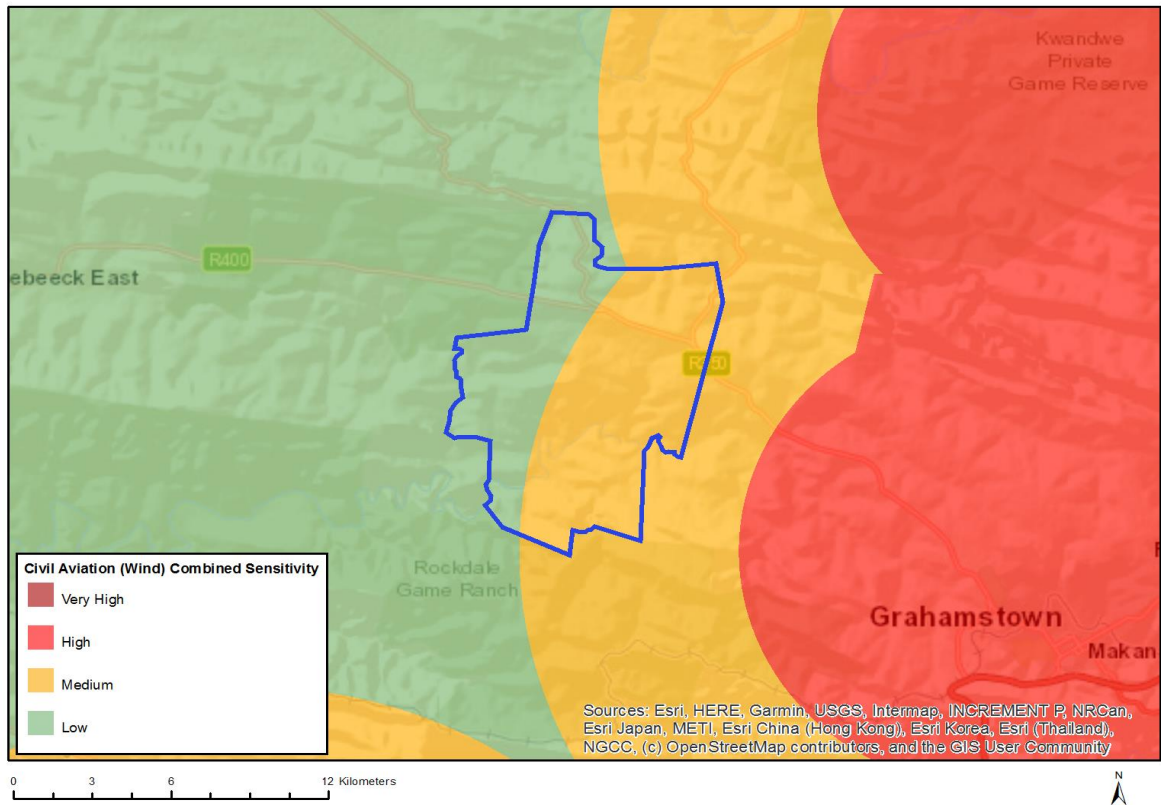 Kwandwe
Private
Game Reserve
R400
ebeeck East
Rockdale
Game Ranch
Grahamstown
Makan
Civil Aviation (Wind) Combined Sensitivity
Very High
High
Medium
Low
Sources: Esri, HERE, Garmin, USGS, Intermap, INCREMENT P, NRCan,
Esri Japan, METI, Esri China (Hong Kong), Esri Korea, Esri (Thailand),
NGCC, (c) OpenStreetMap contributors, and the GIS User Community
0 3 6 12 Kilometers
N